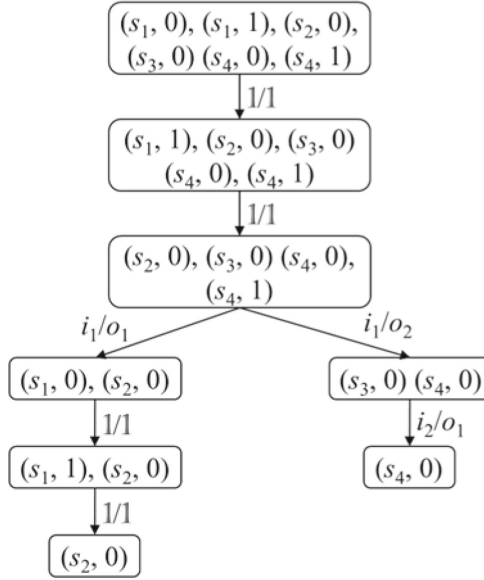 (s₁, 0), (s₁, 1), (s₂, 0),
(s₃, 0) (s₄, 0), (s₄, 1)
𝟙/𝟙
(s₁, 1), (s₂, 0), (s₃, 0)
(s₄, 0), (s₄, 1)
𝟙/𝟙
(s₂, 0), (s₃, 0) (s₄, 0),
(s₄, 1)
i₁/o₁
i₁/o₂
(s₁, 0), (s₂, 0)
(s₃, 0) (s₄, 0)
𝟙/𝟙
i₂/o₁
(s₁, 1), (s₂, 0)
(s₄, 0)
𝟙/𝟙
(s₂, 0)